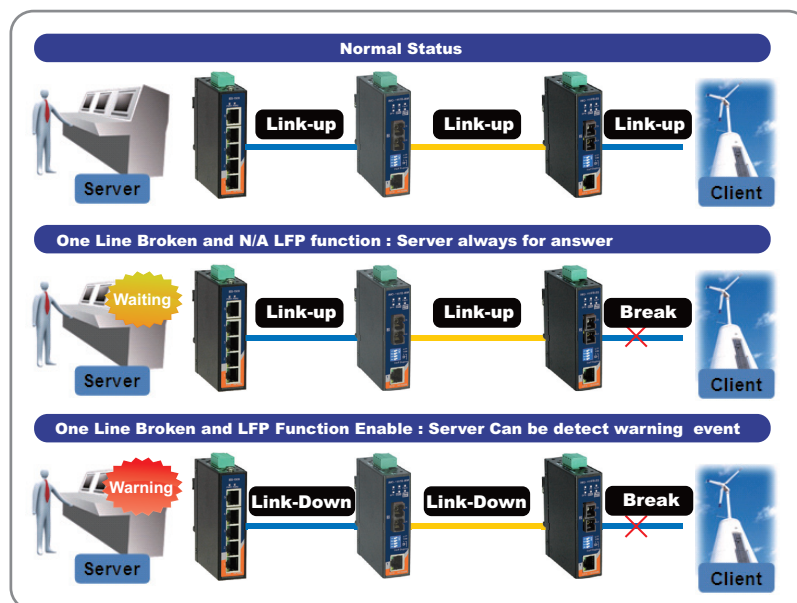 Normal Status
Link-up
Link-up
Link-up
Server
Client
One Line Broken and N/A LFP function : Server always for answer
Waiting
Link-up
Link-up
Break
Server
Client
One Line Broken and LFP Function Enable : Server Can be detect warning event
Warning
Link-Down
Link-Down
Break
Server
Client